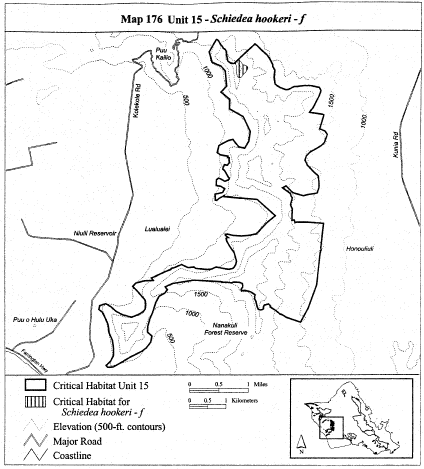 Map 176 Unit 15 - Schiedea hookeri - f
Puu
Kailio
1000
500
Kolekole Rd
1500
1000
Kunia Rd
Niulii Reservoir
Lualualei
Honouliuli
Puu o Hulu Uka
1500
1000
500
Nanakuli
Forest Reserve
Farrington Hwy
Critical Habitat Unit 15
Critical Habitat for
Schiedea hookeri - f
Elevation (500-ft. contours)
Major Road
Coastline
0 0.5 1 Miles
0 0.5 1 Kilometers
N